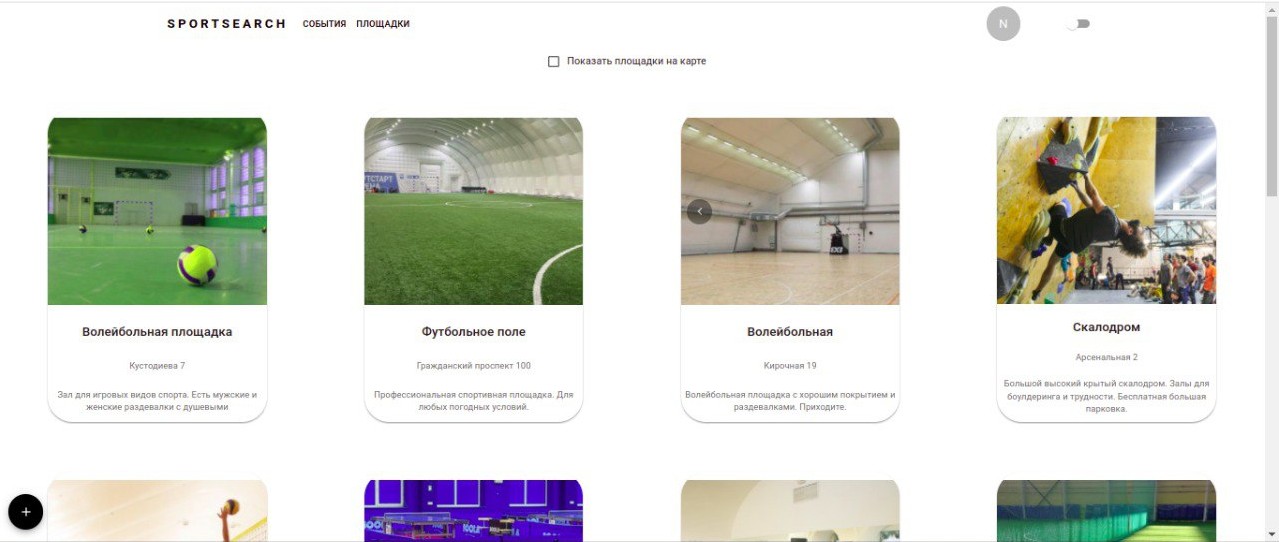 SPORTSEARCH СОБЫТИЯ ПЛОЩАДКИ N
Показать площадки на карте
Волейбольная площадка
Кустодиева 7
Зал для игровых видов спорта. Есть мужские и
женские раздевалки с душевыми
Футбольное поле
Гражданский проспект 100
Профессиональная спортивная площадка. Для
любых погодных условий.
Волейбольная
Кирочная 19
Волейбольная площадка с хорошим покрытием и
раздевалками. Приходите.
Скалодром
Арсенальная 2
Большой высокий крытый скалодром. Залы для
боулдеринга и трудности. Бесплатная большая
парковка.